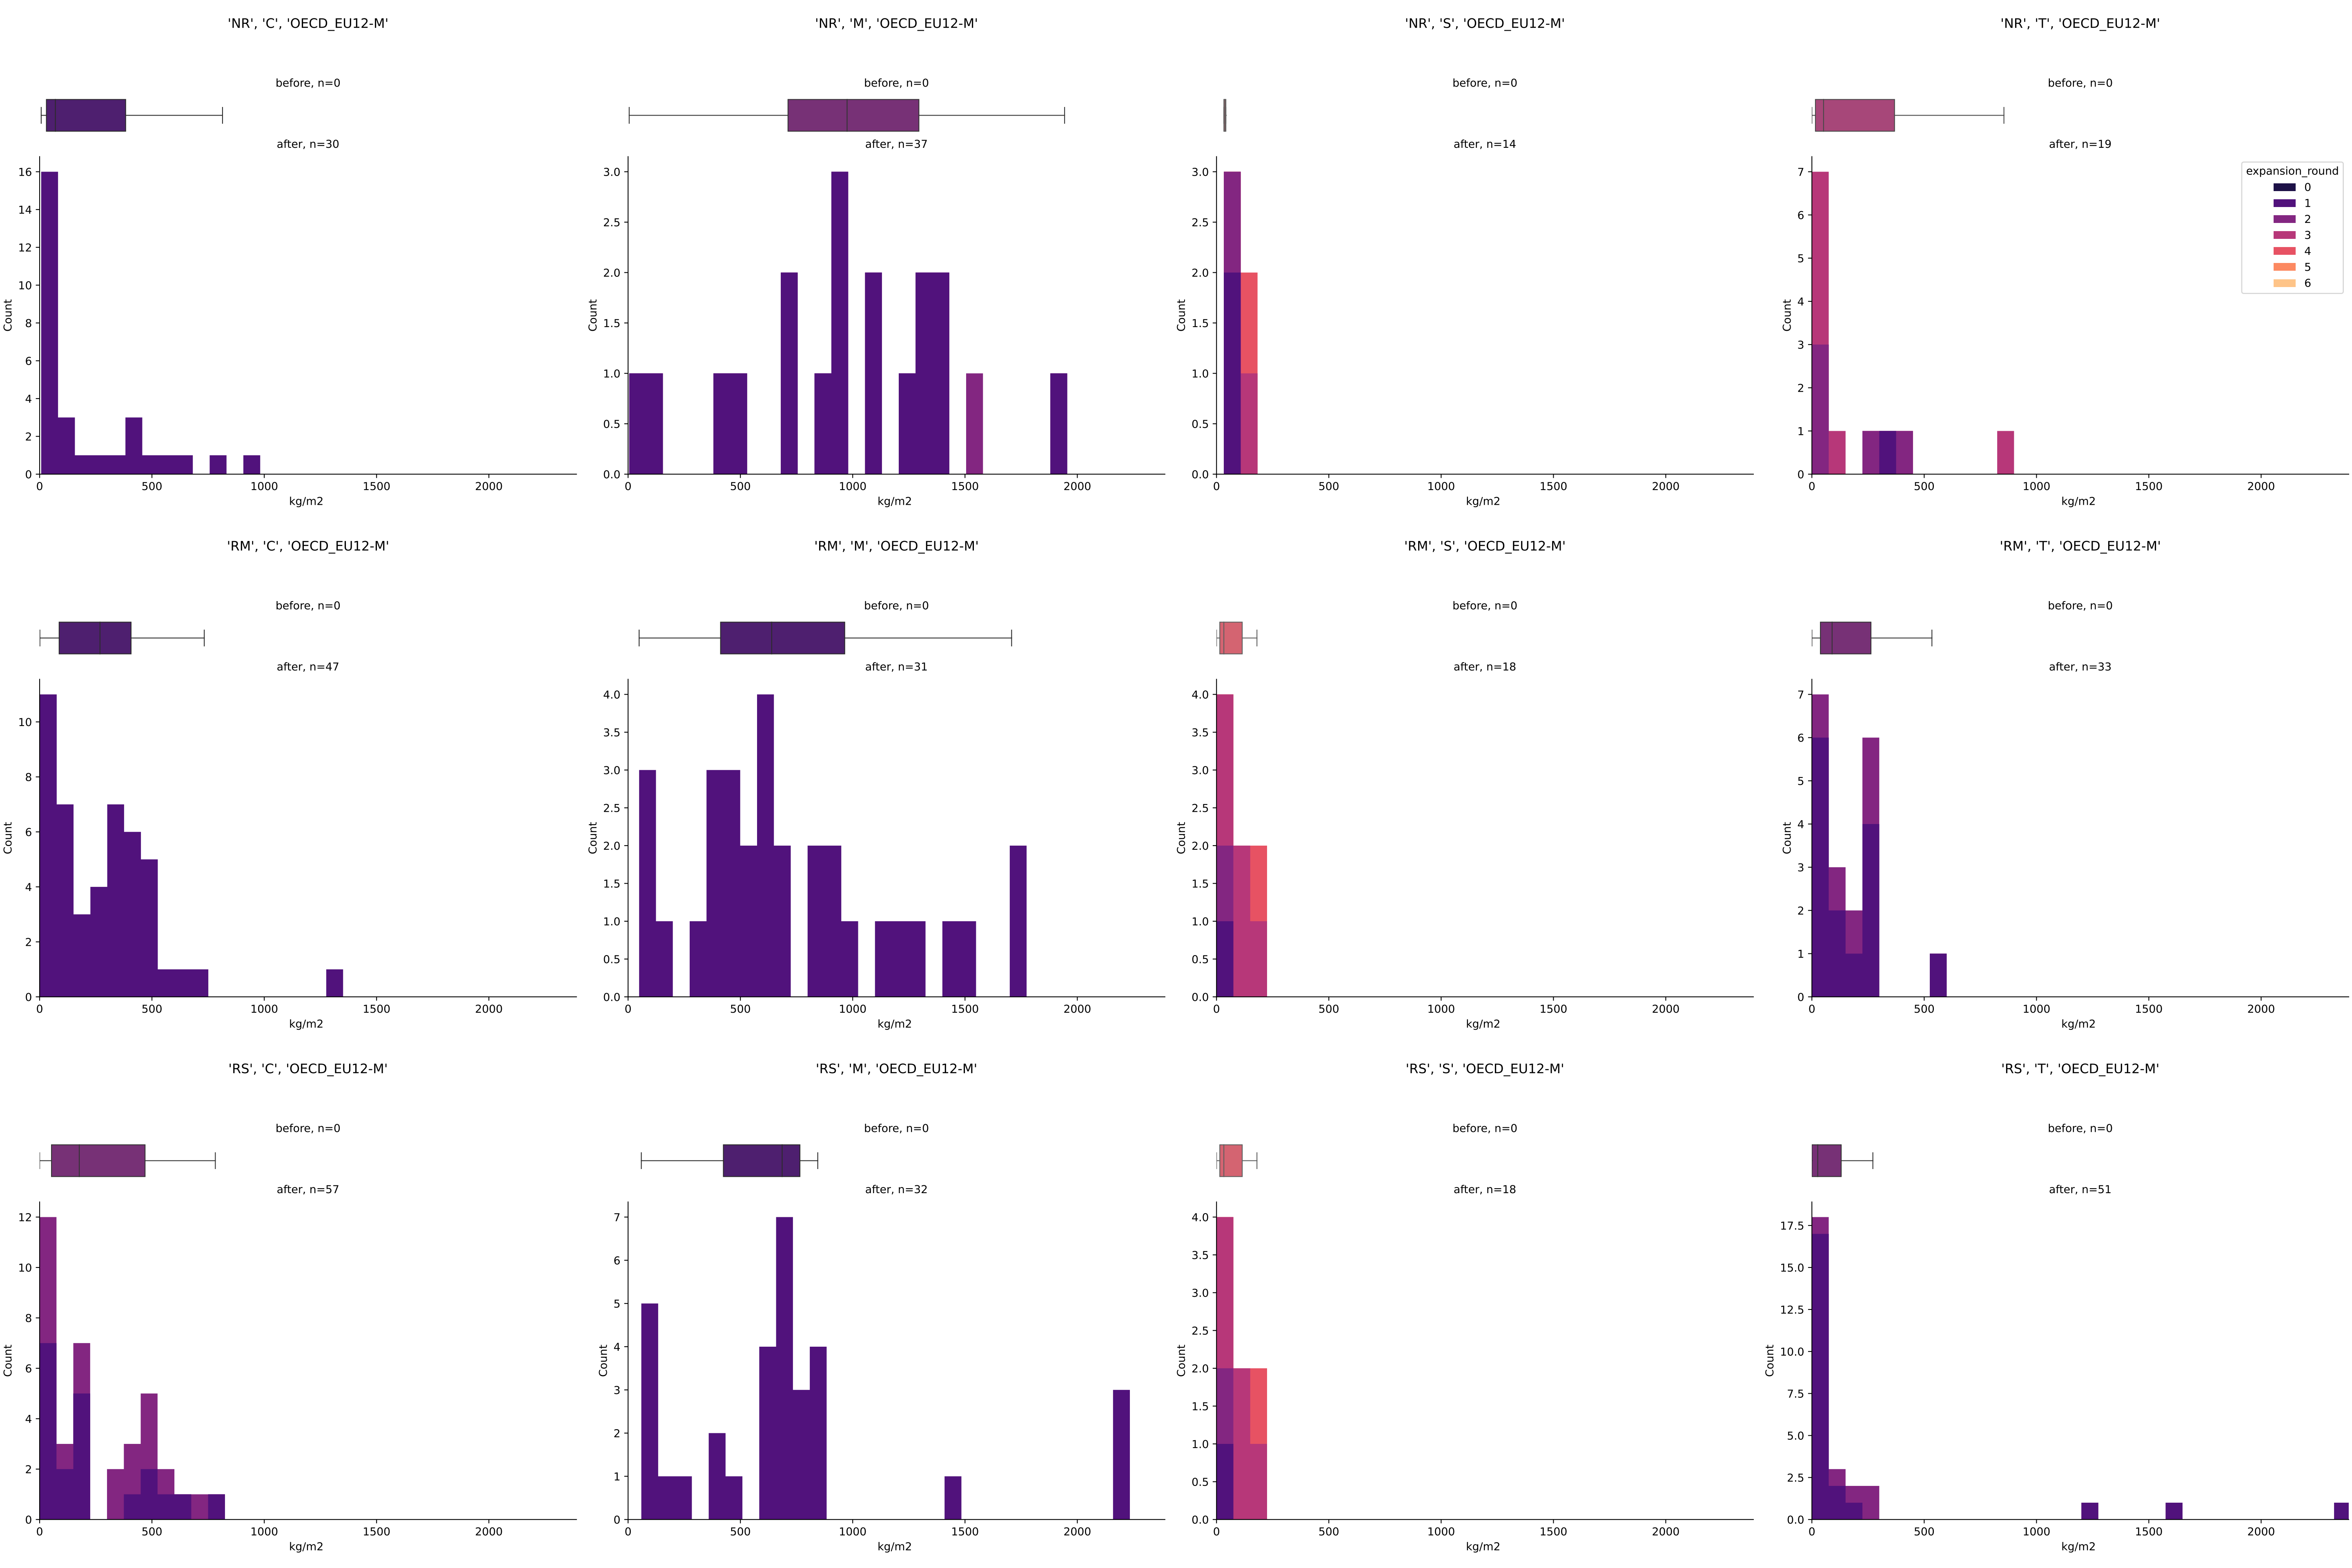 'NR', 'C', 'OECD_EU12-M'
before, n=0
after, n=30
16
14
12
10
8
6
4
2
0
Count
0 500 1000 1500 2000
kg/m2
'NR', 'M', 'OECD_EU12-M'
before, n=0
after, n=37
3.0
2.5
2.0
1.5
1.0
0.5
0.0
Count
0 500 1000 1500 2000
kg/m2
'NR', 'S', 'OECD_EU12-M'
before, n=0
after, n=14
3.0
2.5
2.0
1.5
1.0
0.5
0.0
Count
0 500 1000 1500 2000
kg/m2
'NR', 'T', 'OECD_EU12-M'
before, n=0
after, n=19
7
6
5
4
3
2
1
0
Count
expansion_round
0
1
2
3
4
5
6
0 500 1000 1500 2000
kg/m2
'RM', 'C', 'OECD_EU12-M'
before, n=0
after, n=47
10
8
6
4
2
0
Count
0 500 1000 1500 2000
kg/m2
'RM', 'M', 'OECD_EU12-M'
before, n=0
after, n=31
4.0
3.5
3.0
2.5
2.0
1.5
1.0
0.5
0.0
Count
0 500 1000 1500 2000
kg/m2
'RM', 'S', 'OECD_EU12-M'
before, n=0
after, n=18
4.0
3.5
3.0
2.5
2.0
1.5
1.0
0.5
0.0
Count
0 500 1000 1500 2000
kg/m2
'RM', 'T', 'OECD_EU12-M'
before, n=0
after, n=33
7
6
5
4
3
2
1
0
Count
0 500 1000 1500 2000
kg/m2
'RS', 'C', 'OECD_EU12-M'
before, n=0
after, n=57
12
10
8
6
4
2
0
Count
0 500 1000 1500 2000
kg/m2
'RS', 'M', 'OECD_EU12-M'
before, n=0
after, n=32
7
6
5
4
3
2
1
0
Count
0 500 1000 1500 2000
kg/m2
'RS', 'S', 'OECD_EU12-M'
before, n=0
after, n=18
4.0
3.5
3.0
2.5
2.0
1.5
1.0
0.5
0.0
Count
0 500 1000 1500 2000
kg/m2
'RS', 'T', 'OECD_EU12-M'
before, n=0
after, n=51
17.5
15.0
12.5
10.0
7.5
5.0
2.5
0.0
Count
0 500 1000 1500 2000
kg/m2